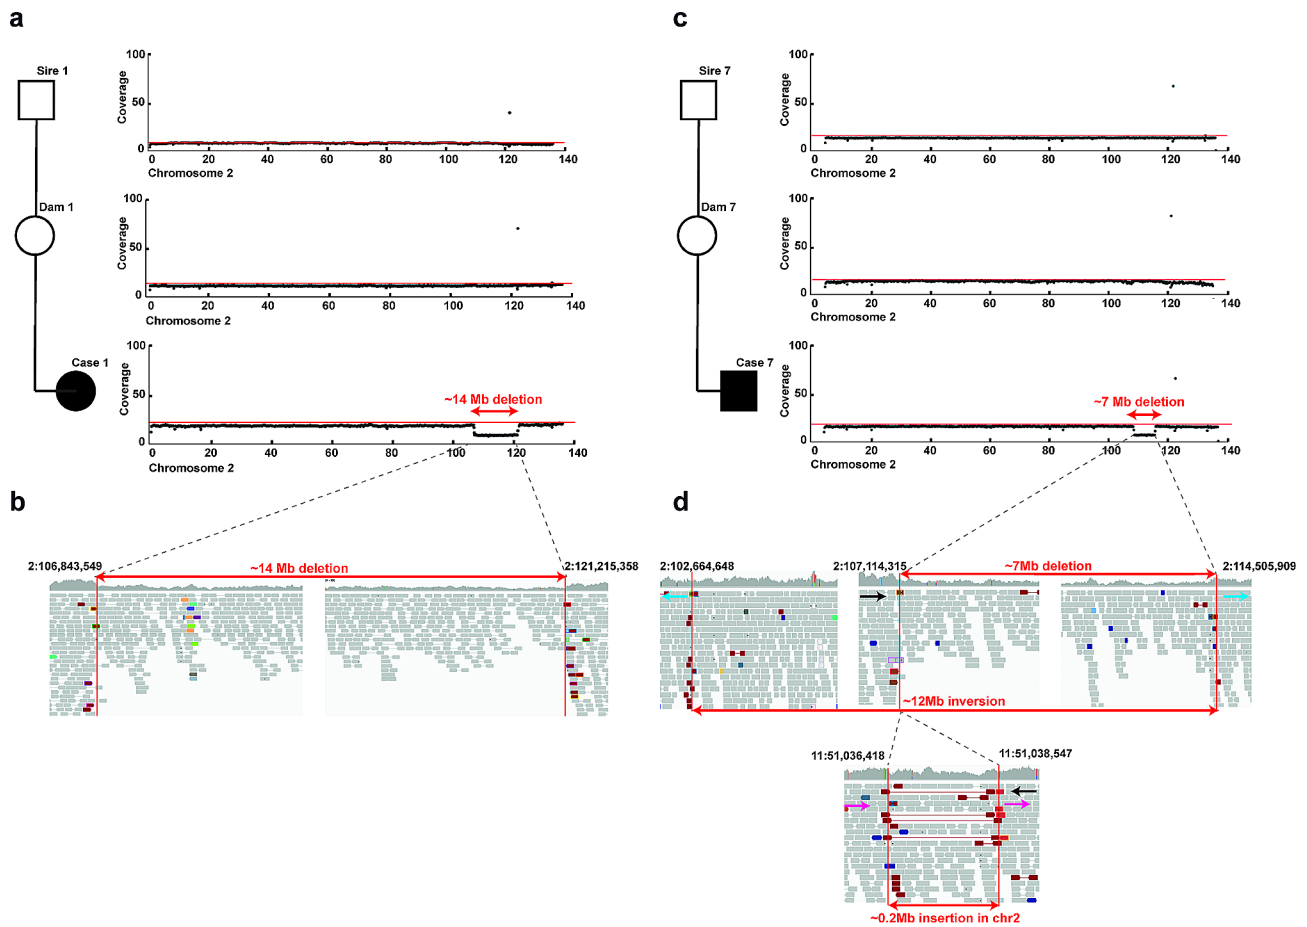 a
Sire 1
Coverage
100
50
0
0 20 40 60 80 100 120 140
Chromosome 2
Dam 1
Coverage
100
50
0
0 20 40 60 80 100 120 140
Chromosome 2
Case 1
Coverage
100
50
0
~14 Mb deletion
0 20 40 60 80 100 120 140
Chromosome 2
b
2:106,843,549
~14 Mb deletion
2:121,215,358
c
Sire 7
Coverage
100
50
0
0 20 40 60 80 100 120 140
Chromosome 2
Dam 7
Coverage
100
50
0
0 20 40 60 80 100 120 140
Chromosome 2
Case 7
Coverage
100
50
0
~7 Mb deletion
0 20 40 60 80 100 120 140
Chromosome 2
d
2:102,664,648
2:107,114,315
~7Mb deletion
2:114,505,909
~12Mb inversion
11:51,036,418
11:51,038,547
~0.2Mb insertion in chr2